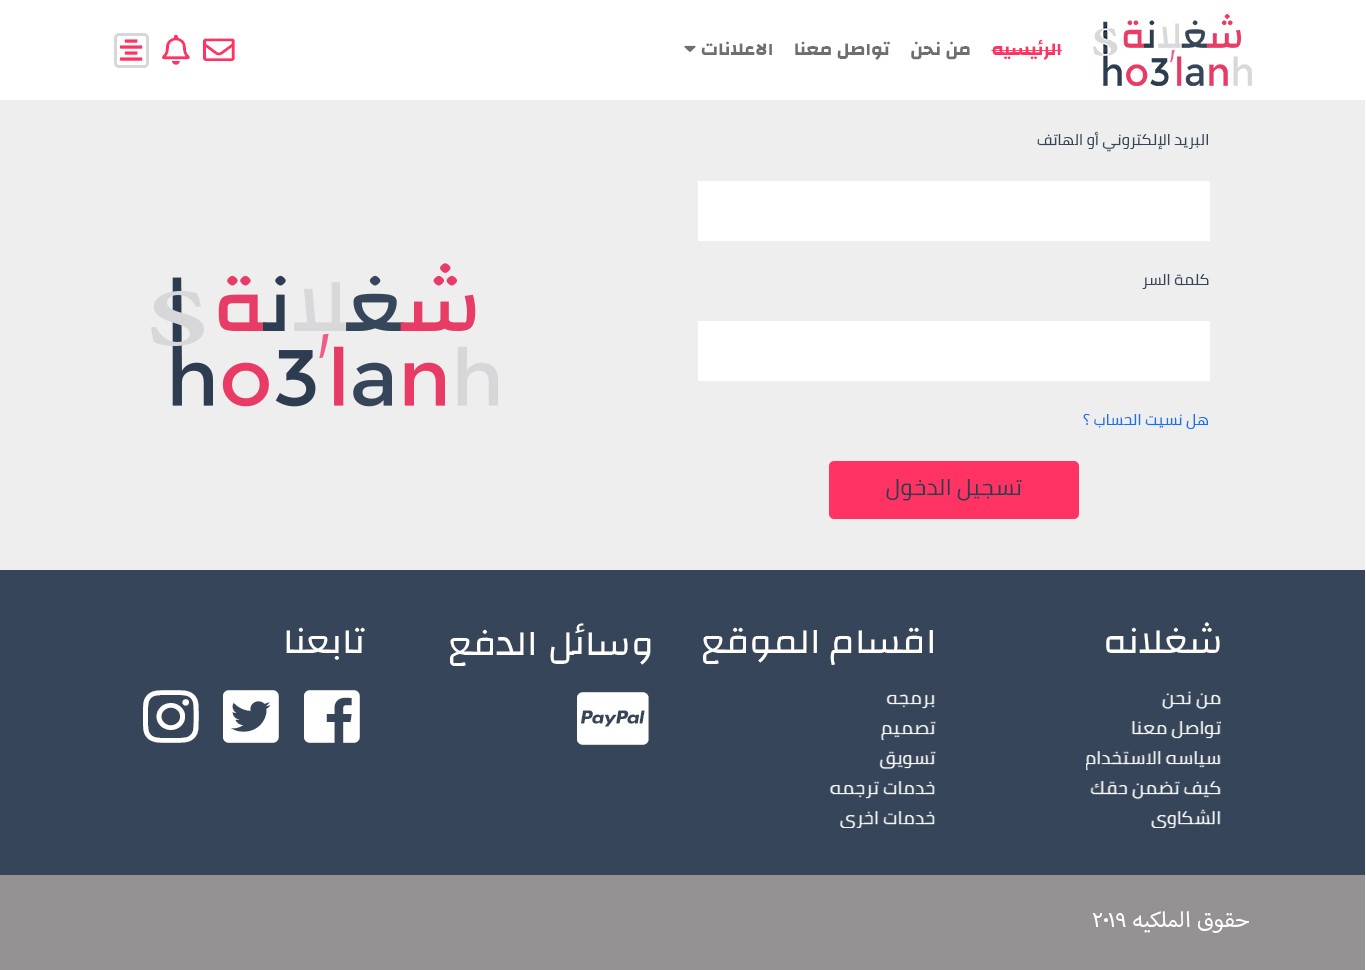 شغلانة $
ho3'lanh
الرئيسيه
من نحن
تواصل معنا
الاعلانات
البريد الإلكتروني أو الهاتف
كلمة السر
هل نسيت الحساب ؟
تسجيل الدخول
شغلانة $
ho3'lanh
شغلانه
من نحن
تواصل معنا
سياسه الاستخدام
كيف تضمن حقك
الشكاوى
اقسام الموقع
برمجه
تصميم
تسويق
خدمات ترجمه
خدمات اخرى
وسائل الدفع
PayPal
تابعنا
حقوق الملكيه ٢٠١٩